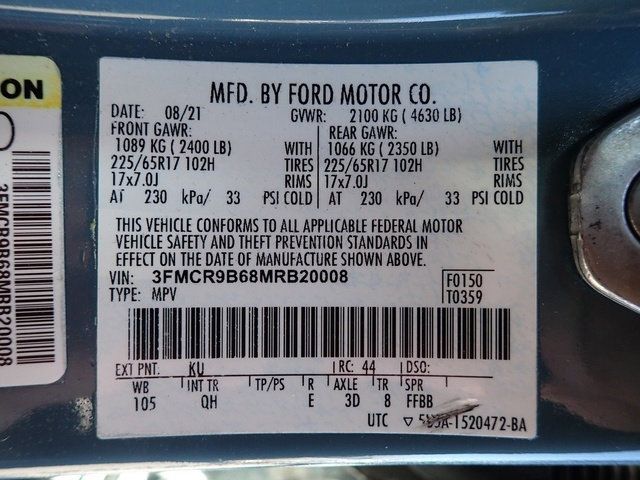 MFD. BY FORD MOTOR CO.
DATE: 08/21 GVWR: 2100 KG ( 4630 LB)
FRONT GAWR: REAR GAWR:
1089 KG ( 2400 LB) WITH 1066 KG ( 2350 LB) WITH
225/65R17 102H TIRES 225/65R17 102H TIRES
17x7.0J RIMS 17x7.0J RIMS
AT 230 kPa/ 33 PSI COLD AT 230 kPa/ 33 PSI COLD
THIS VEHICLE CONFORMS TO ALL APPLICABLE FEDERAL MOTOR
VEHICLE SAFETY AND THEFT PREVENTION STANDARDS IN
EFFECT ON THE DATE OF MANUFACTURE SHOWN ABOVE.
VIN: 3FMCR9B68MRB20008 F0150
TYPE: MPV T0359
EXT PNT: KU RC: 44 DSO:
WB INT TR TP/PS R AXLE TR SPR
105 QH E 3D 8 FFBB
UTC -1520472-BA
ON
3FMCR9B68MRB20008